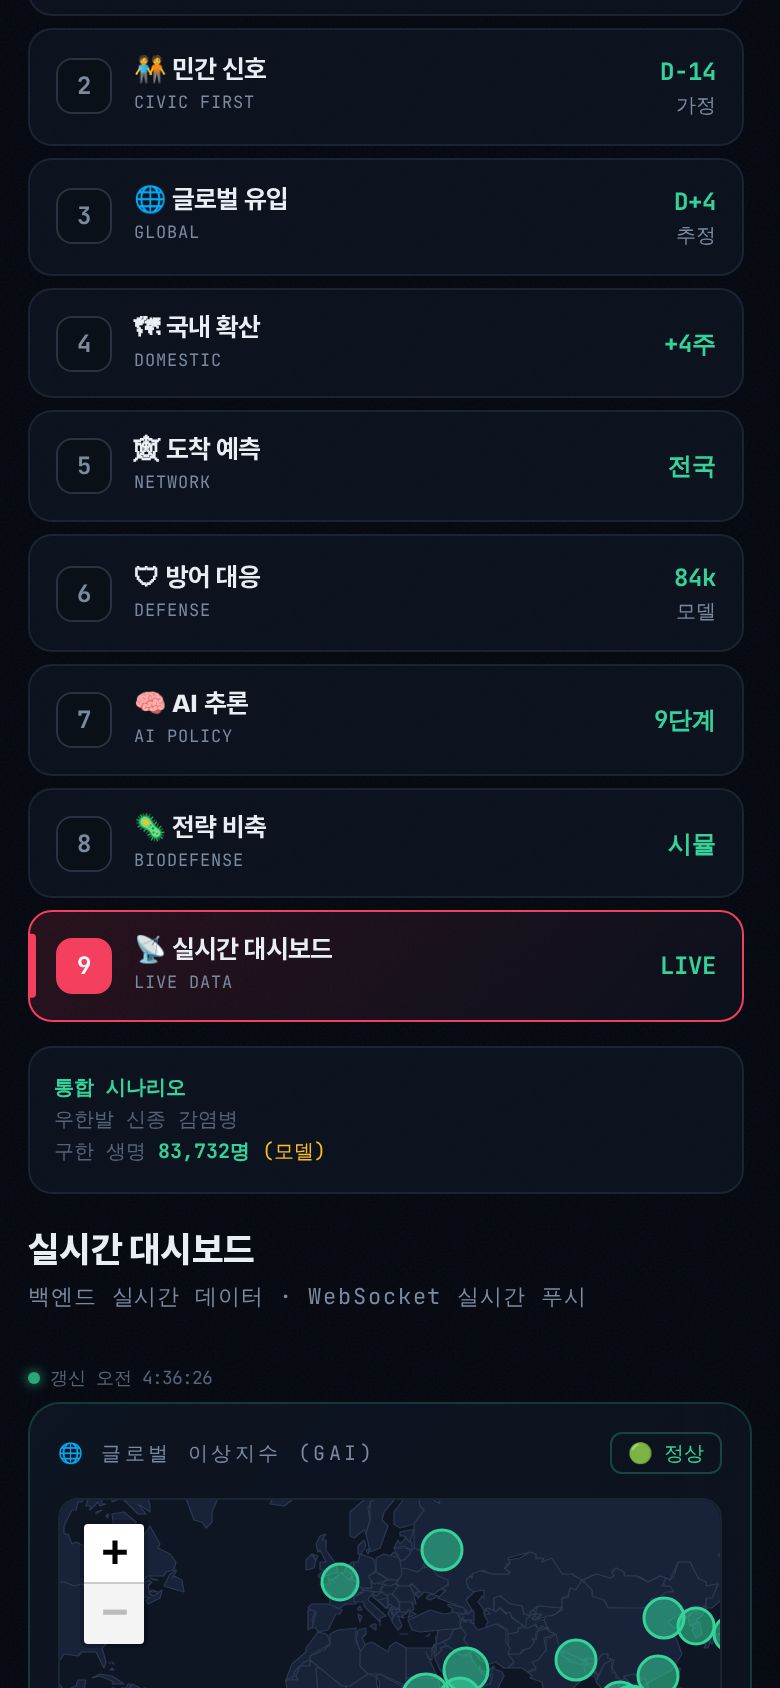 2
민간 신호
CIVIC FIRST
D-14
가정
3
글로벌 유입
GLOBAL
D+4
추정
4
국내 확산
DOMESTIC
+4주
5
도착 예측
NETWORK
전국
6
방어 대응
DEFENSE
84k
모델
7
AI 추론
AI POLICY
9단계
8
전략 비축
BIODEFENSE
시뮬
9
실시간 대시보드
LIVE DATA
LIVE
통합 시나리오
우한발 신종 감염병
구한 생명 83,732명 (모델)
실시간 대시보드
백엔드 실시간 데이터 · WebSocket 실시간 푸시
갱신 오전 4:36:26
글로벌 이상지수 (GAI)
정상
+
−